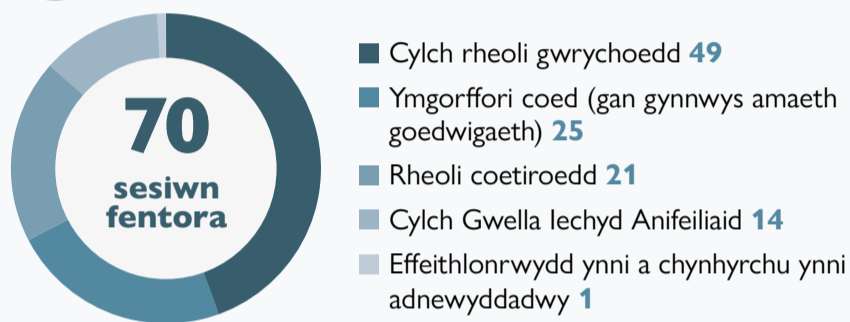 70
sesiwn
fentora
Cylch rheoli gwrychoedd 49
Ymgorffori coed (gan gynnwys amaeth
goedwigaeth) 25
Rheoli coetiroedd 21
Cylch Gwella Iechyd Anifeiliaid 14
Effeithlonrwydd ynni a chynhyrchu ynni
adnewyddadwy 1